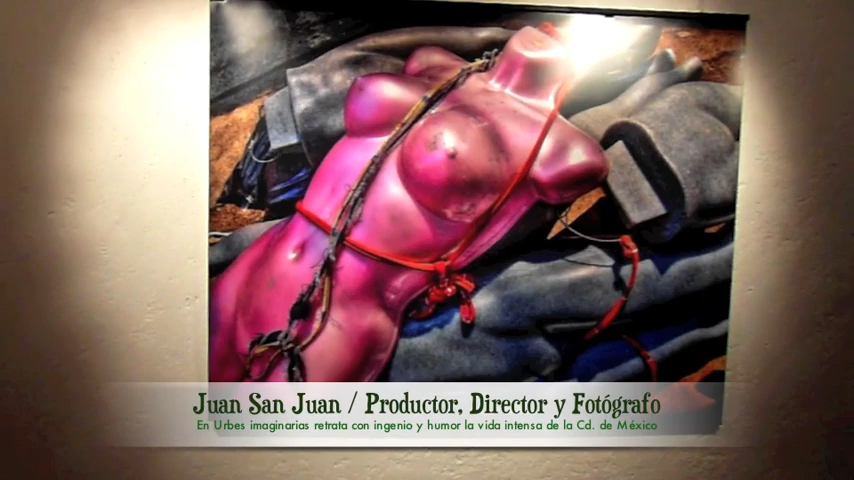 Juan San Juan / Productor, Director y Fotógrafo
En Urbes imaginarias retrata con ingenio y humor la vida intensa de la Cd. de México